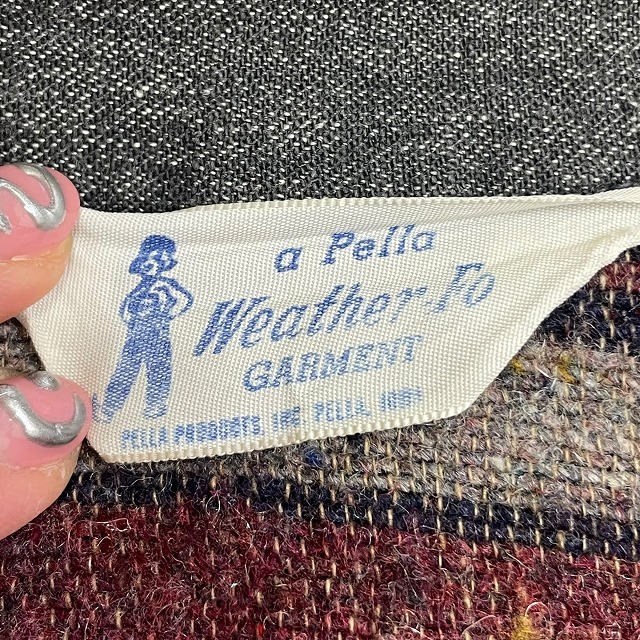 a Pella
Weather-Fo
GARMENT
PELLA PRODUCTS, INC PELLA, IOWA